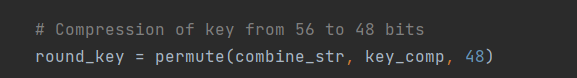 # Compression of key from 56 to 48 bits
round_key = permute(combine_str, key_comp, 48)